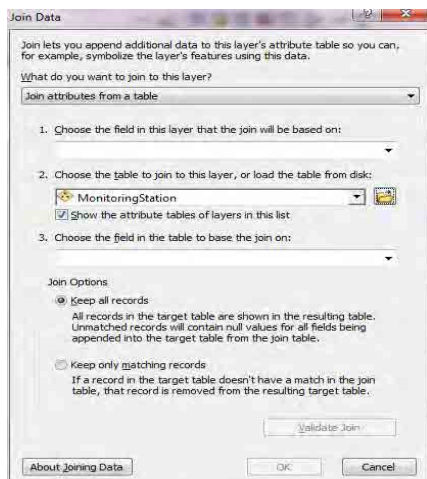 Join Data
Join lets you append additional data to this layer's attribute table so you can,
for example, symbolize the layer's features using this data.
What do you want to join to this layer?
Join attributes from a table
1. Choose the field in this layer that the join will be based on:
2. Choose the table to join to this layer, or load the table from disk:
MonitoringStation
Show the attribute tables of layers in this list
3. Choose the field in the table to base the join on:
Join Options
Keep all records
All records in the target table are shown in the resulting table.
Unmatched records will contain null values for all fields being
appended into the target table from the join table.
Keep only matching records
If a record in the target table doesn't have a match in the join
table, that record is removed from the resulting target table.
Validate Join
About Joining Data OK Cancel